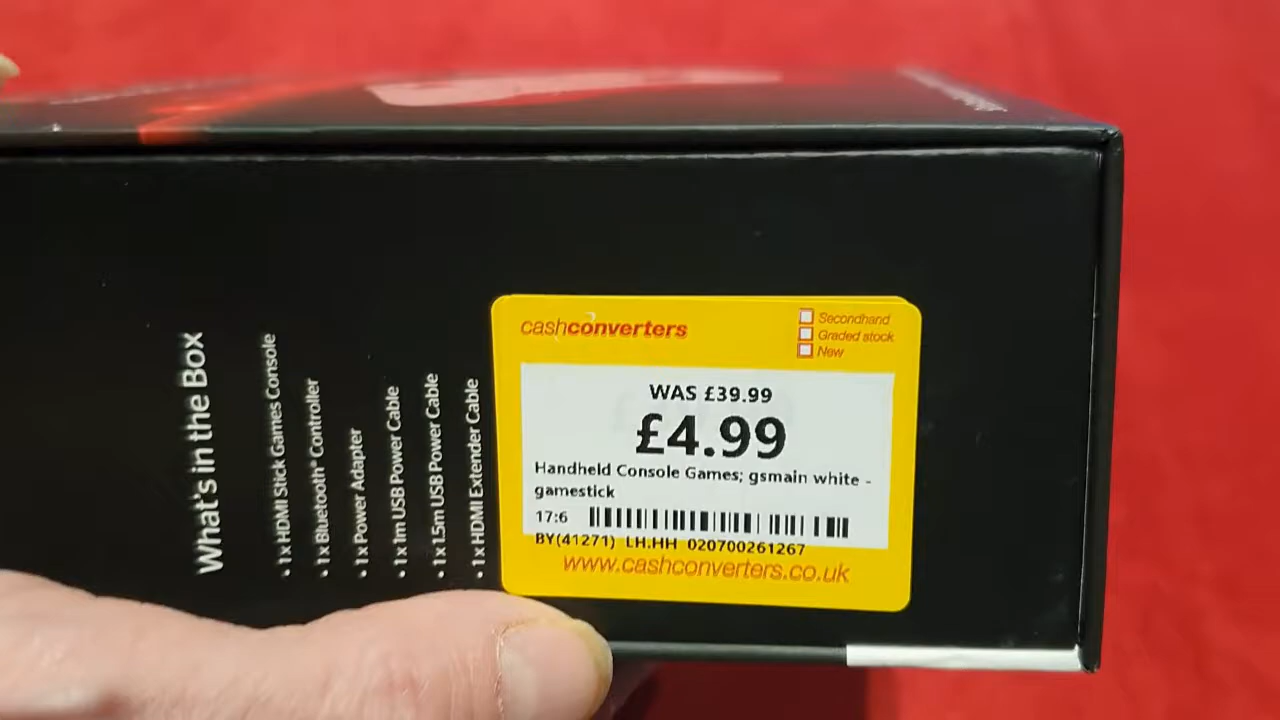 What's in the Box
• 1 x HDMI Stick Games Console
• 1 x Bluetooth® Controller
• 1 x Power Adapter
• 1 x 1m USB Power Cable
• 1 x 1.5m USB Power Cable
• 1 x HDMI Extender Cable
cashconverters
Secondhand
Graded stock
New
WAS £39.99
£4.99
Handheld Console Games; gsmain white -
gamestick
17:6
BY(41271) LH.HH 020700261267
www.cashconverters.co.uk